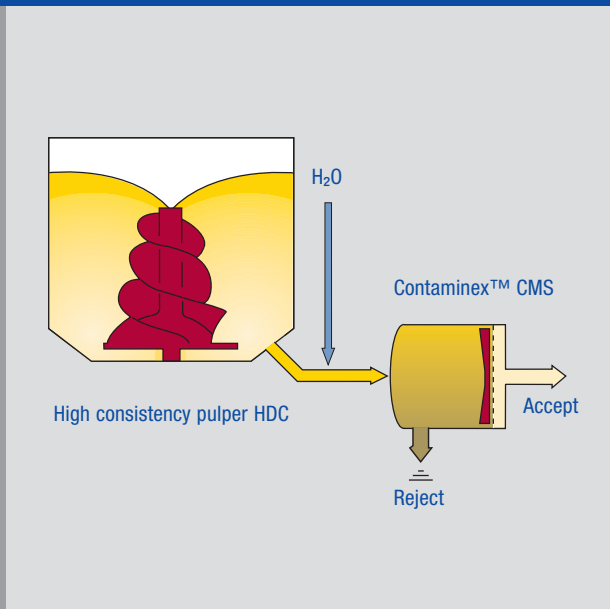 H₂O
Contaminex™ CMS
High consistency pulper HDC
Accept
Reject